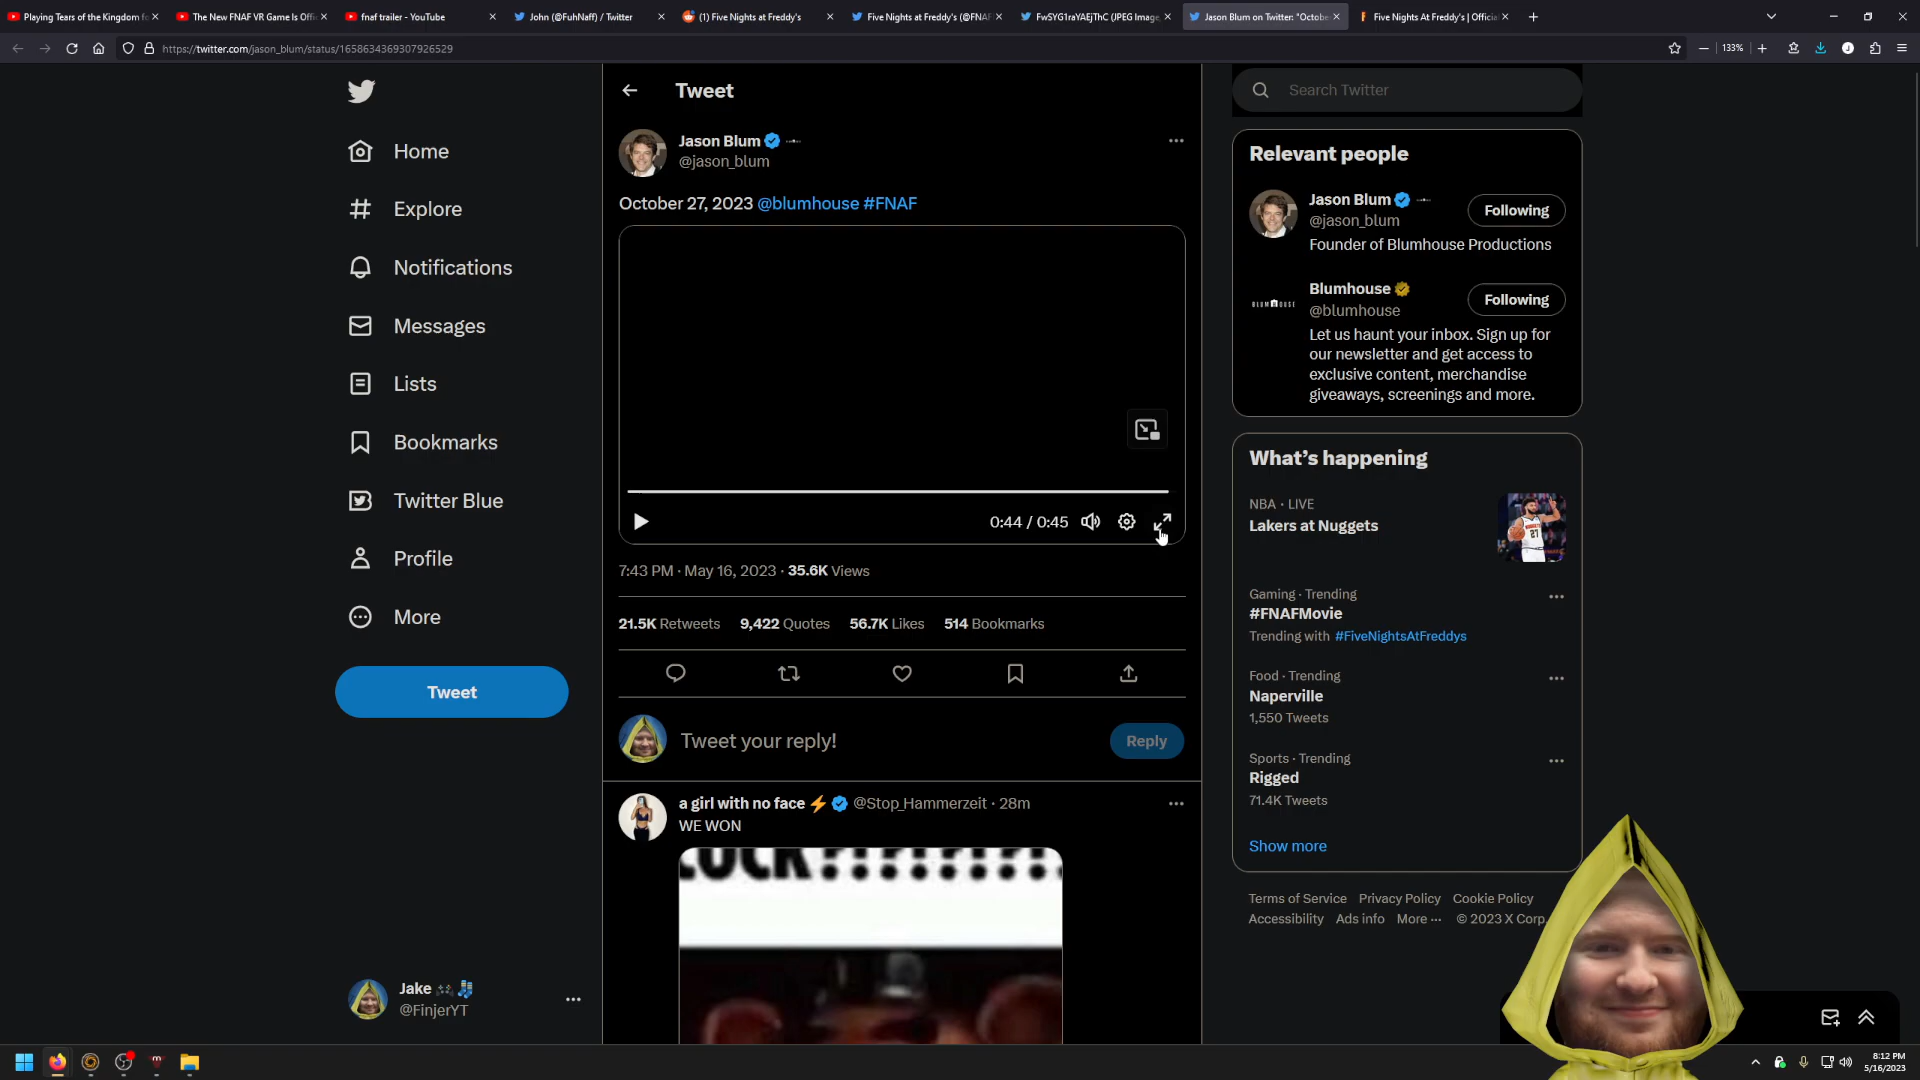 Playing Tears of the Kingdom fo
The New FNAF VR Game Is Offi
fnaf trailer - YouTube
John (@FuhNaff) / Twitter
(1) Five Nights at Freddy's
Five Nights at Freddy's (@FNAF
FwSYG1raYAEjThC (JPEG Image,
Jason Blum on Twitter: "Octobe
Five Nights At Freddy's | Officia
https://twitter.com/jason_blum/status/1658634369307926529
133%
Home
Explore
Notifications
Messages
Lists
Bookmarks
Twitter Blue
Profile
More
Tweet
Jake
@FinjerYT
Tweet
Jason Blum
@jason_blum
October 27, 2023 @blumhouse #FNAF
0:44 / 0:45
7:43 PM · May 16, 2023 · 35.6K Views
21.5K Retweets 9,422 Quotes 56.7K Likes 514 Bookmarks
Tweet your reply!
Reply
a girl with no face @Stop_Hammerzeit · 28m
WE WON
Search Twitter
Relevant people
Jason Blum
@jason_blum
Following
Founder of Blumhouse Productions
BLUMHOUSE
Blumhouse
@blumhouse
Following
Let us haunt your inbox. Sign up for
our newsletter and get access to
exclusive content, merchandise
giveaways, screenings and more.
What's happening
NBA · LIVE
Lakers at Nuggets
Gaming · Trending
#FNAFMovie
Trending with #FiveNightsAtFreddys
Food · Trending
Naperville
1,550 Tweets
Sports · Trending
Rigged
71.4K Tweets
Show more
Terms of Service Privacy Policy Cookie Policy
Accessibility Ads info More ··· © 2023 X Corp.
8:12 PM
5/16/2023